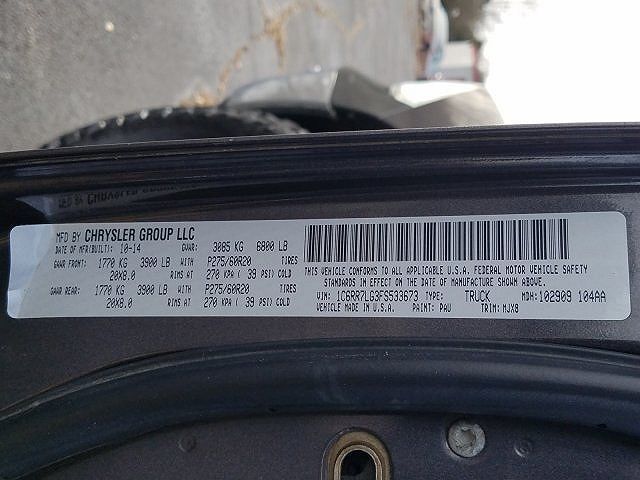 MFD BY CHRYSLER GROUP LLC
DATE OF MFR(BUILT): 10-14 GVWR: 3085 KG 6800 LB
GAWR FRONT: 1770 KG 3900 LB WITH P275/60R20 TIRES
20X8.0 RIMS AT 270 KPA ( 39 PSI) COLD
GAWR REAR: 1770 KG 3900 LB WITH P275/60R20 TIRES
20X8.0 RIMS AT 270 KPA ( 39 PSI) COLD
THIS VEHICLE CONFORMS TO ALL APPLICABLE U.S.A. FEDERAL MOTOR VEHICLE SAFETY
STANDARDS IN EFFECT ON THE DATE OF MANUFACTURE SHOWN ABOVE.
VIN: 1C6RR7LG3FS533673 TYPE: TRUCK MDH: 102909 104AA
VEHICLE MADE IN U.S.A. PAINT: PAU TRIM: MJX8